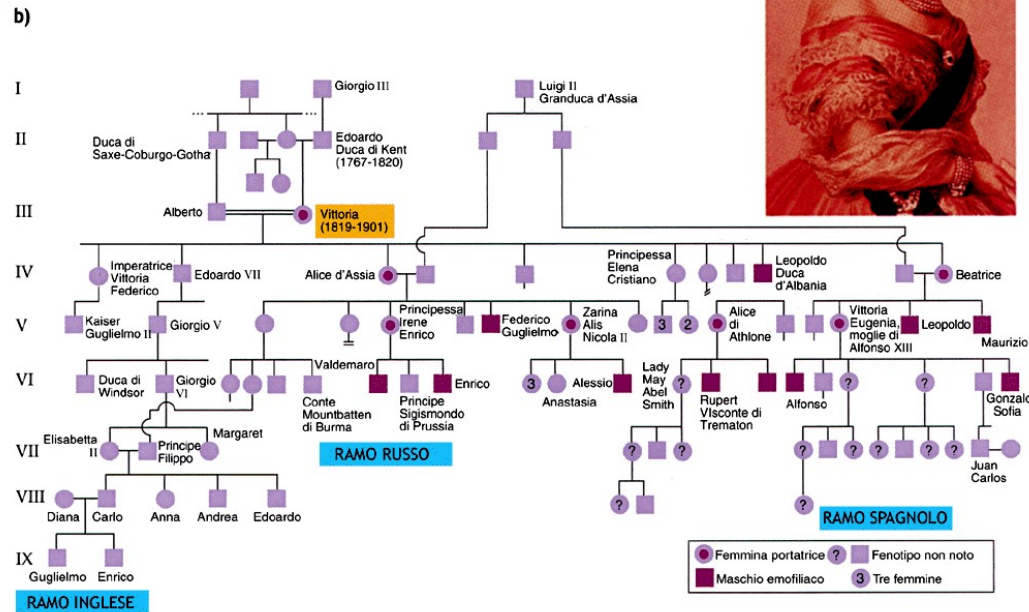 b)
I
Giorgio III
Luigi II
Granduca d'Assia
II
Duca di
Saxe-Coburgo-Gotha
Edoardo
Duca di Kent
(1767-1820)
III
Alberto
Vittoria
(1819-1901)
IV
Imperatrice
Vittoria
Federico
Edoardo VII
Alice d'Assia
Principessa
Elena
Cristiano
Leopoldo
Duca
d'Albania
Beatrice
V
Kaiser
Guglielmo II
Giorgio V
Principessa
Irene
Enrico
Federico
Guglielmo
Zarina
Alis
Nicola II
3
2
Alice
di
Athlone
Vittoria
Eugenia,
moglie di
Alfonso XIII
Leopoldo
Maurizio
VI
Duca di
Windsor
Giorgio
VI
Conte
Mountbatten
di Burma
Valdemaro
Principe
Sigismondo
di Prussia
Enrico
3
Anastasia
Alessio
Lady
May
Abel
Smith
?
Rupert
VIsconte di
Trematon
Alfonso
?
?
Gonzalo
Sofia
VII
Elisabetta
II
Principe
Filippo
Margaret
RAMO RUSSO
?
?
?
?
?
?
?
?
Juan
Carlos
VIII
Diana
Carlo
Anna
Andrea
Edoardo
?
?
RAMO SPAGNOLO
IX
Guglielmo
Enrico
RAMO INGLESE
Femmina portatrice
?
Fenotipo non noto
Maschio emofiliaco
3
Tre femmine